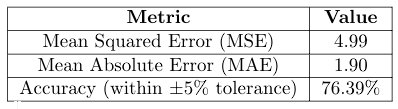 Metric Value
Mean Squared Error (MSE) 4.99
Mean Absolute Error (MAE) 1.90
Accuracy (within ±5% tolerance) 76.39%